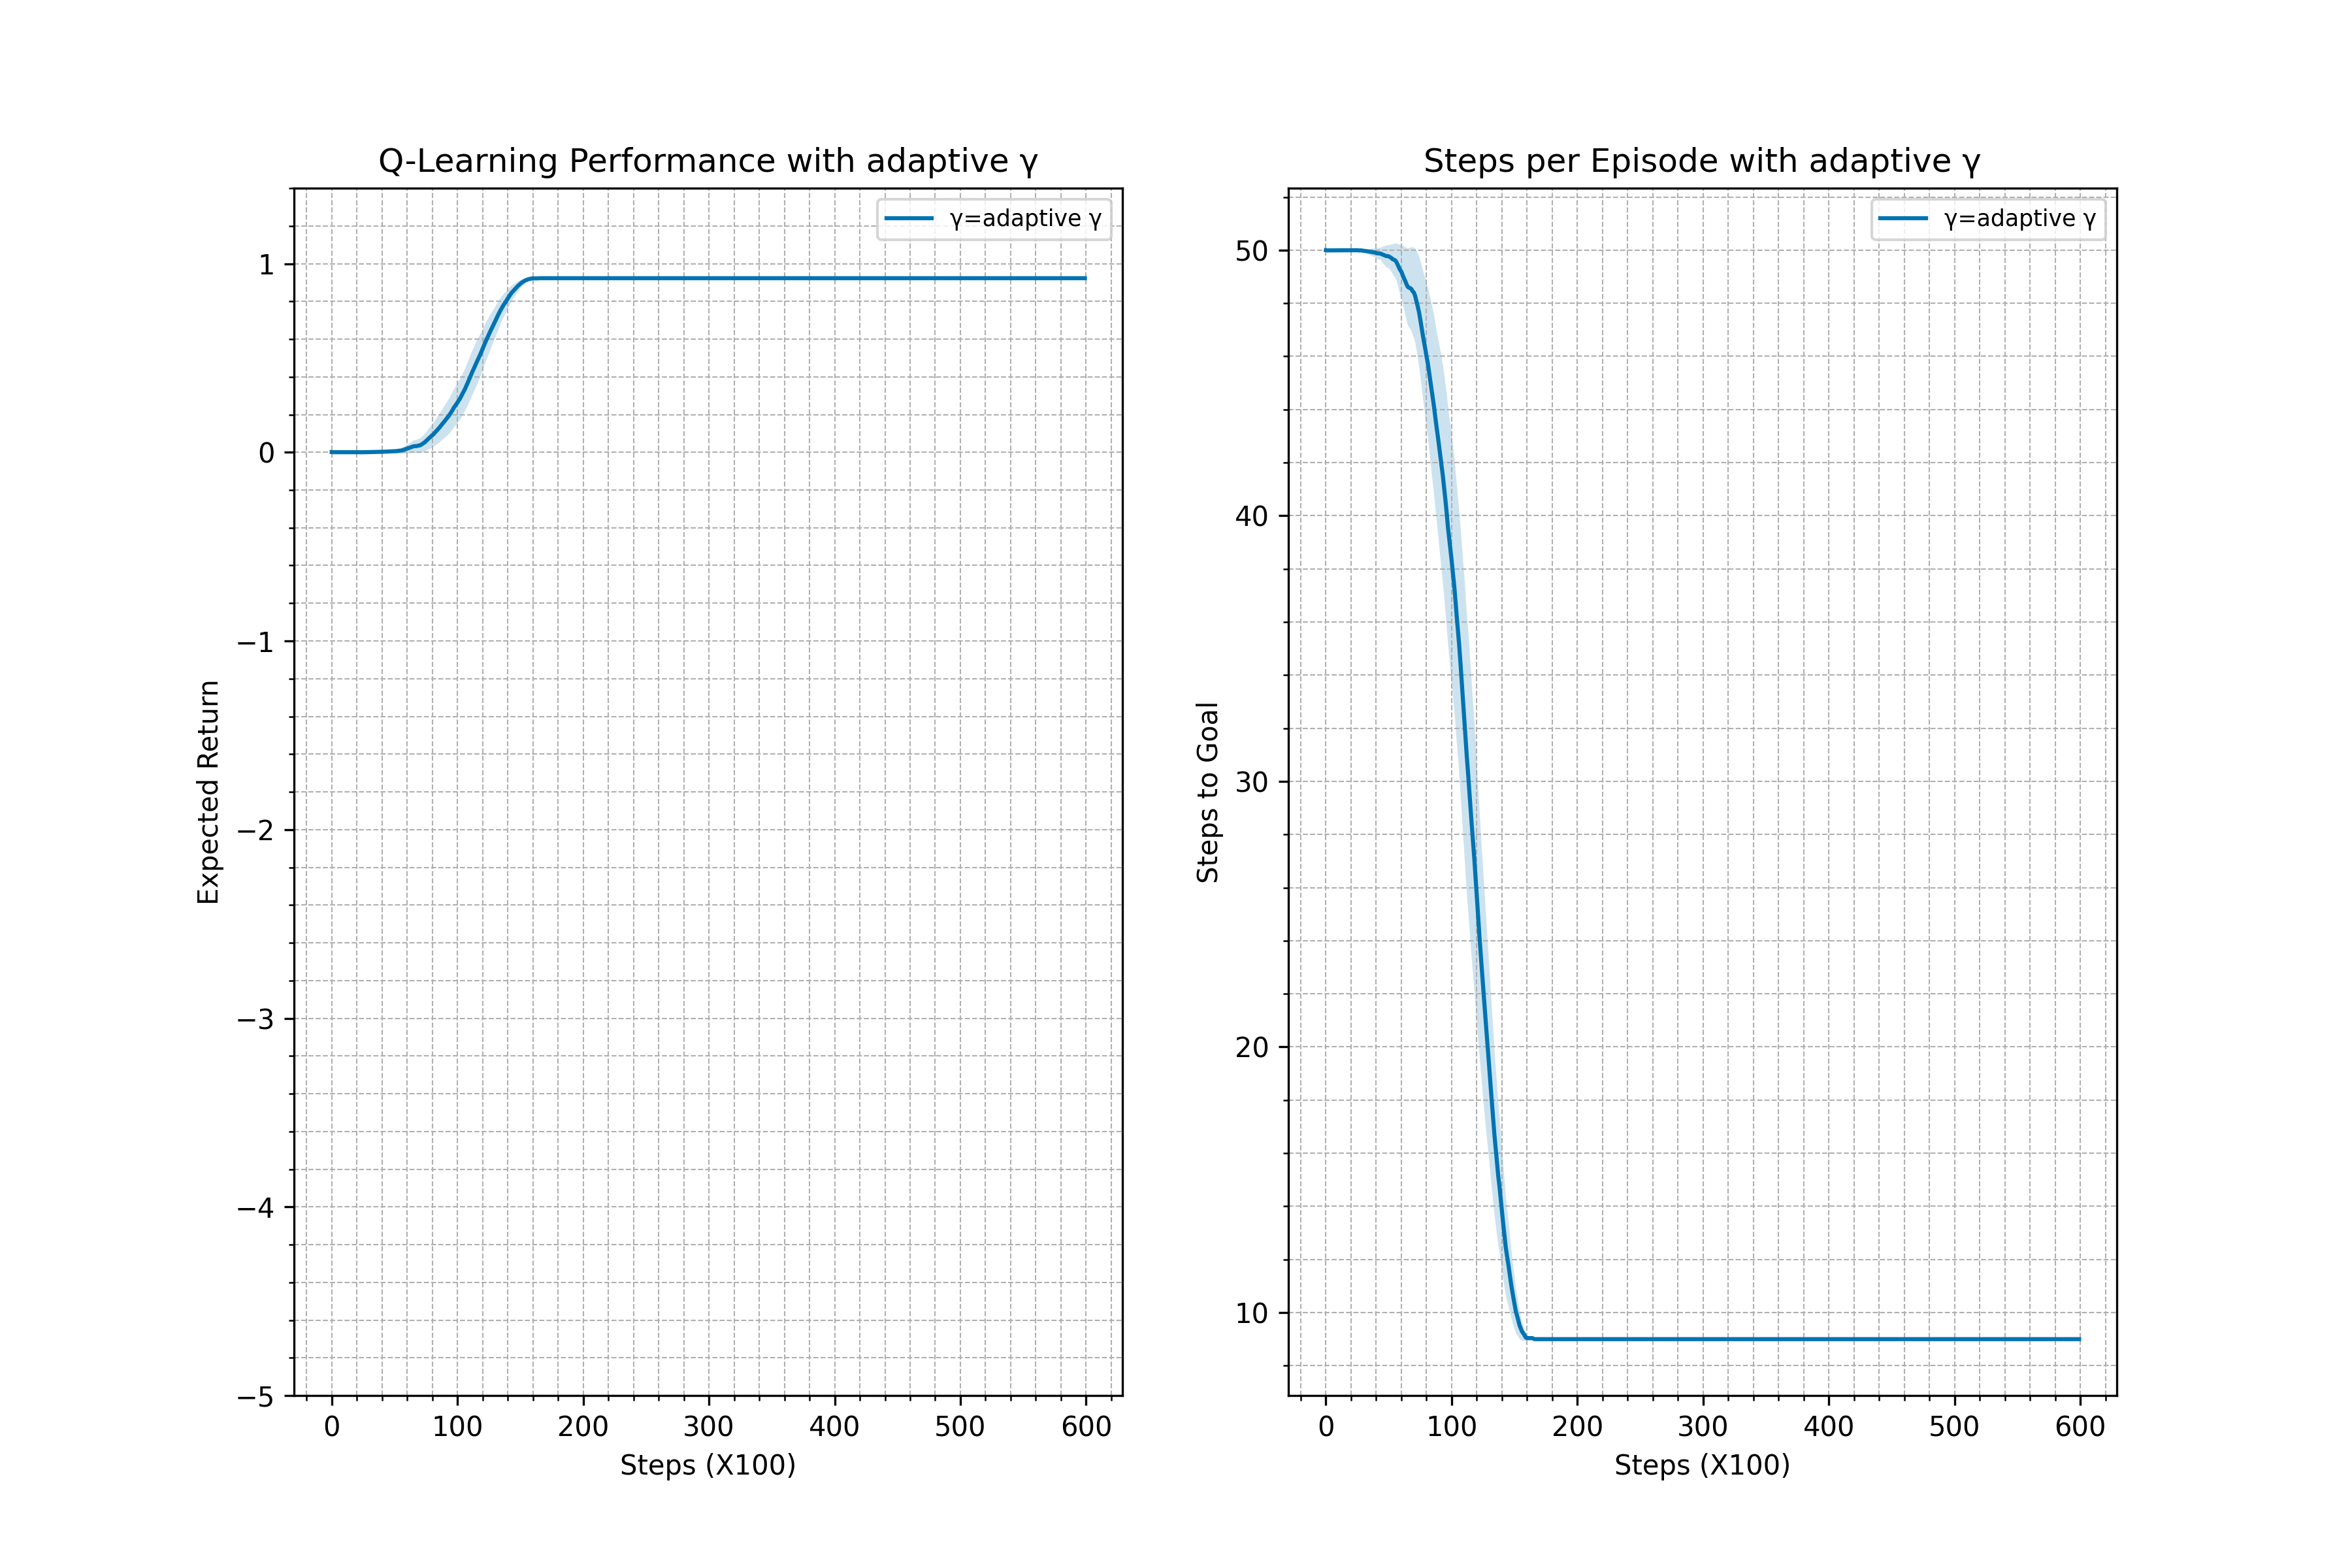 Q-Learning Performance with adaptive γ
γ=adaptive γ
1
0
−1
−2
−3
−4
−5
Expected Return
0 100 200 300 400 500 600
Steps (X100)
Steps per Episode with adaptive γ
γ=adaptive γ
50
40
30
20
10
Steps to Goal
0 100 200 300 400 500 600
Steps (X100)